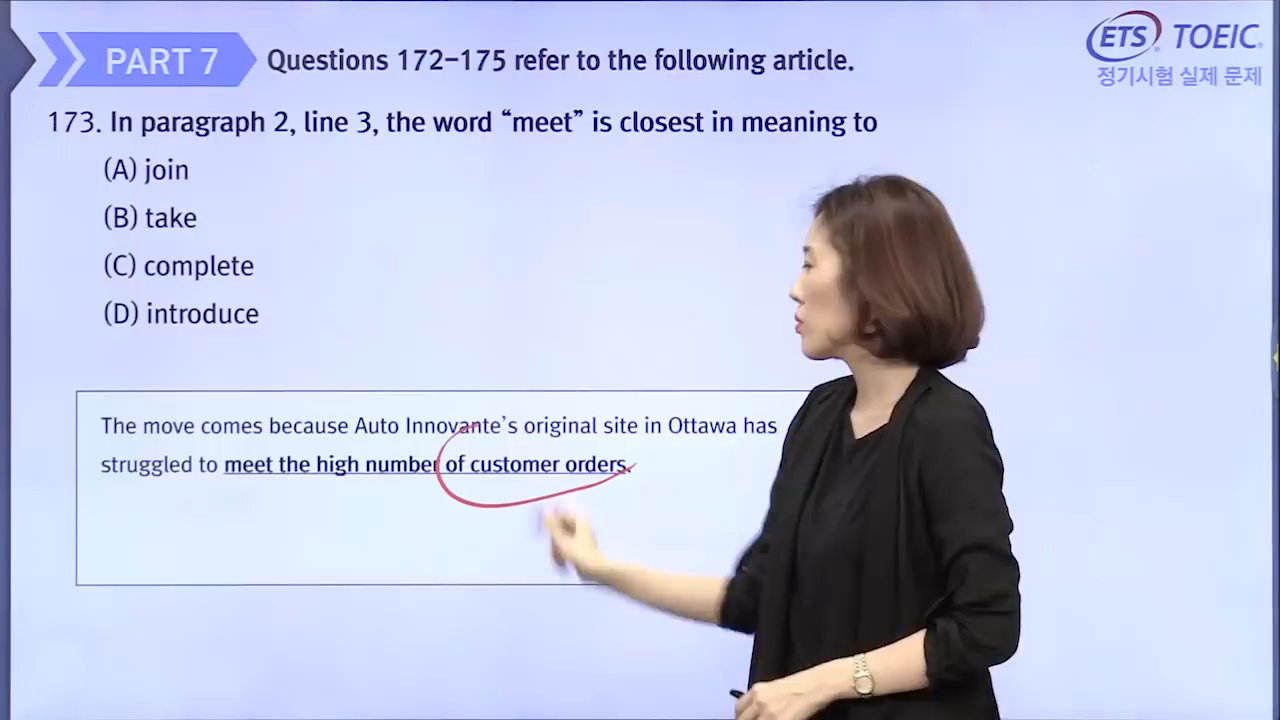 PART 7
Questions 172–175 refer to the following article.
ETS® TOEIC®
정기시험 실제 문제
173. In paragraph 2, line 3, the word “meet” is closest in meaning to
(A) join
(B) take
(C) complete
(D) introduce
The move comes because Auto Innovante’s original site in Ottawa has
struggled to meet the high number of customer orders.